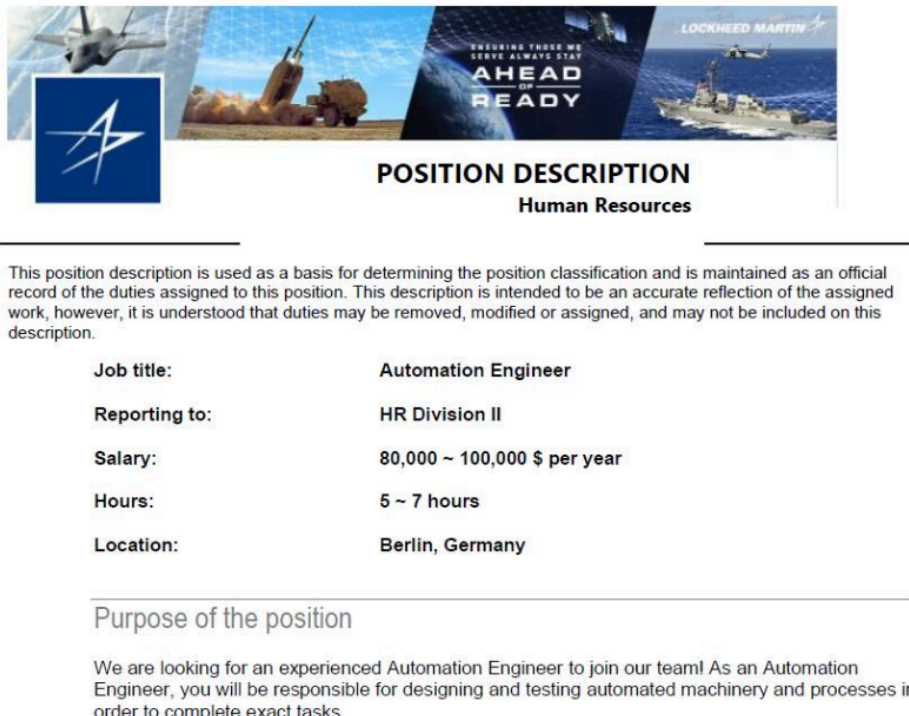 LOCKHEED MARTIN
ENSURING THOSE WE
SERVE ALWAYS STAY
AHEAD
OF
READY
POSITION DESCRIPTION
Human Resources
This position description is used as a basis for determining the position classification and is maintained as an official
record of the duties assigned to this position. This description is intended to be an accurate reflection of the assigned
work, however, it is understood that duties may be removed, modified or assigned, and may not be included on this
description.
Job title: Automation Engineer
Reporting to: HR Division II
Salary: 80,000 ~ 100,000 $ per year
Hours: 5 ~ 7 hours
Location: Berlin, Germany
Purpose of the position
We are looking for an experienced Automation Engineer to join our team! As an Automation
Engineer, you will be responsible for designing and testing automated machinery and processes in
order to complete exact tasks.